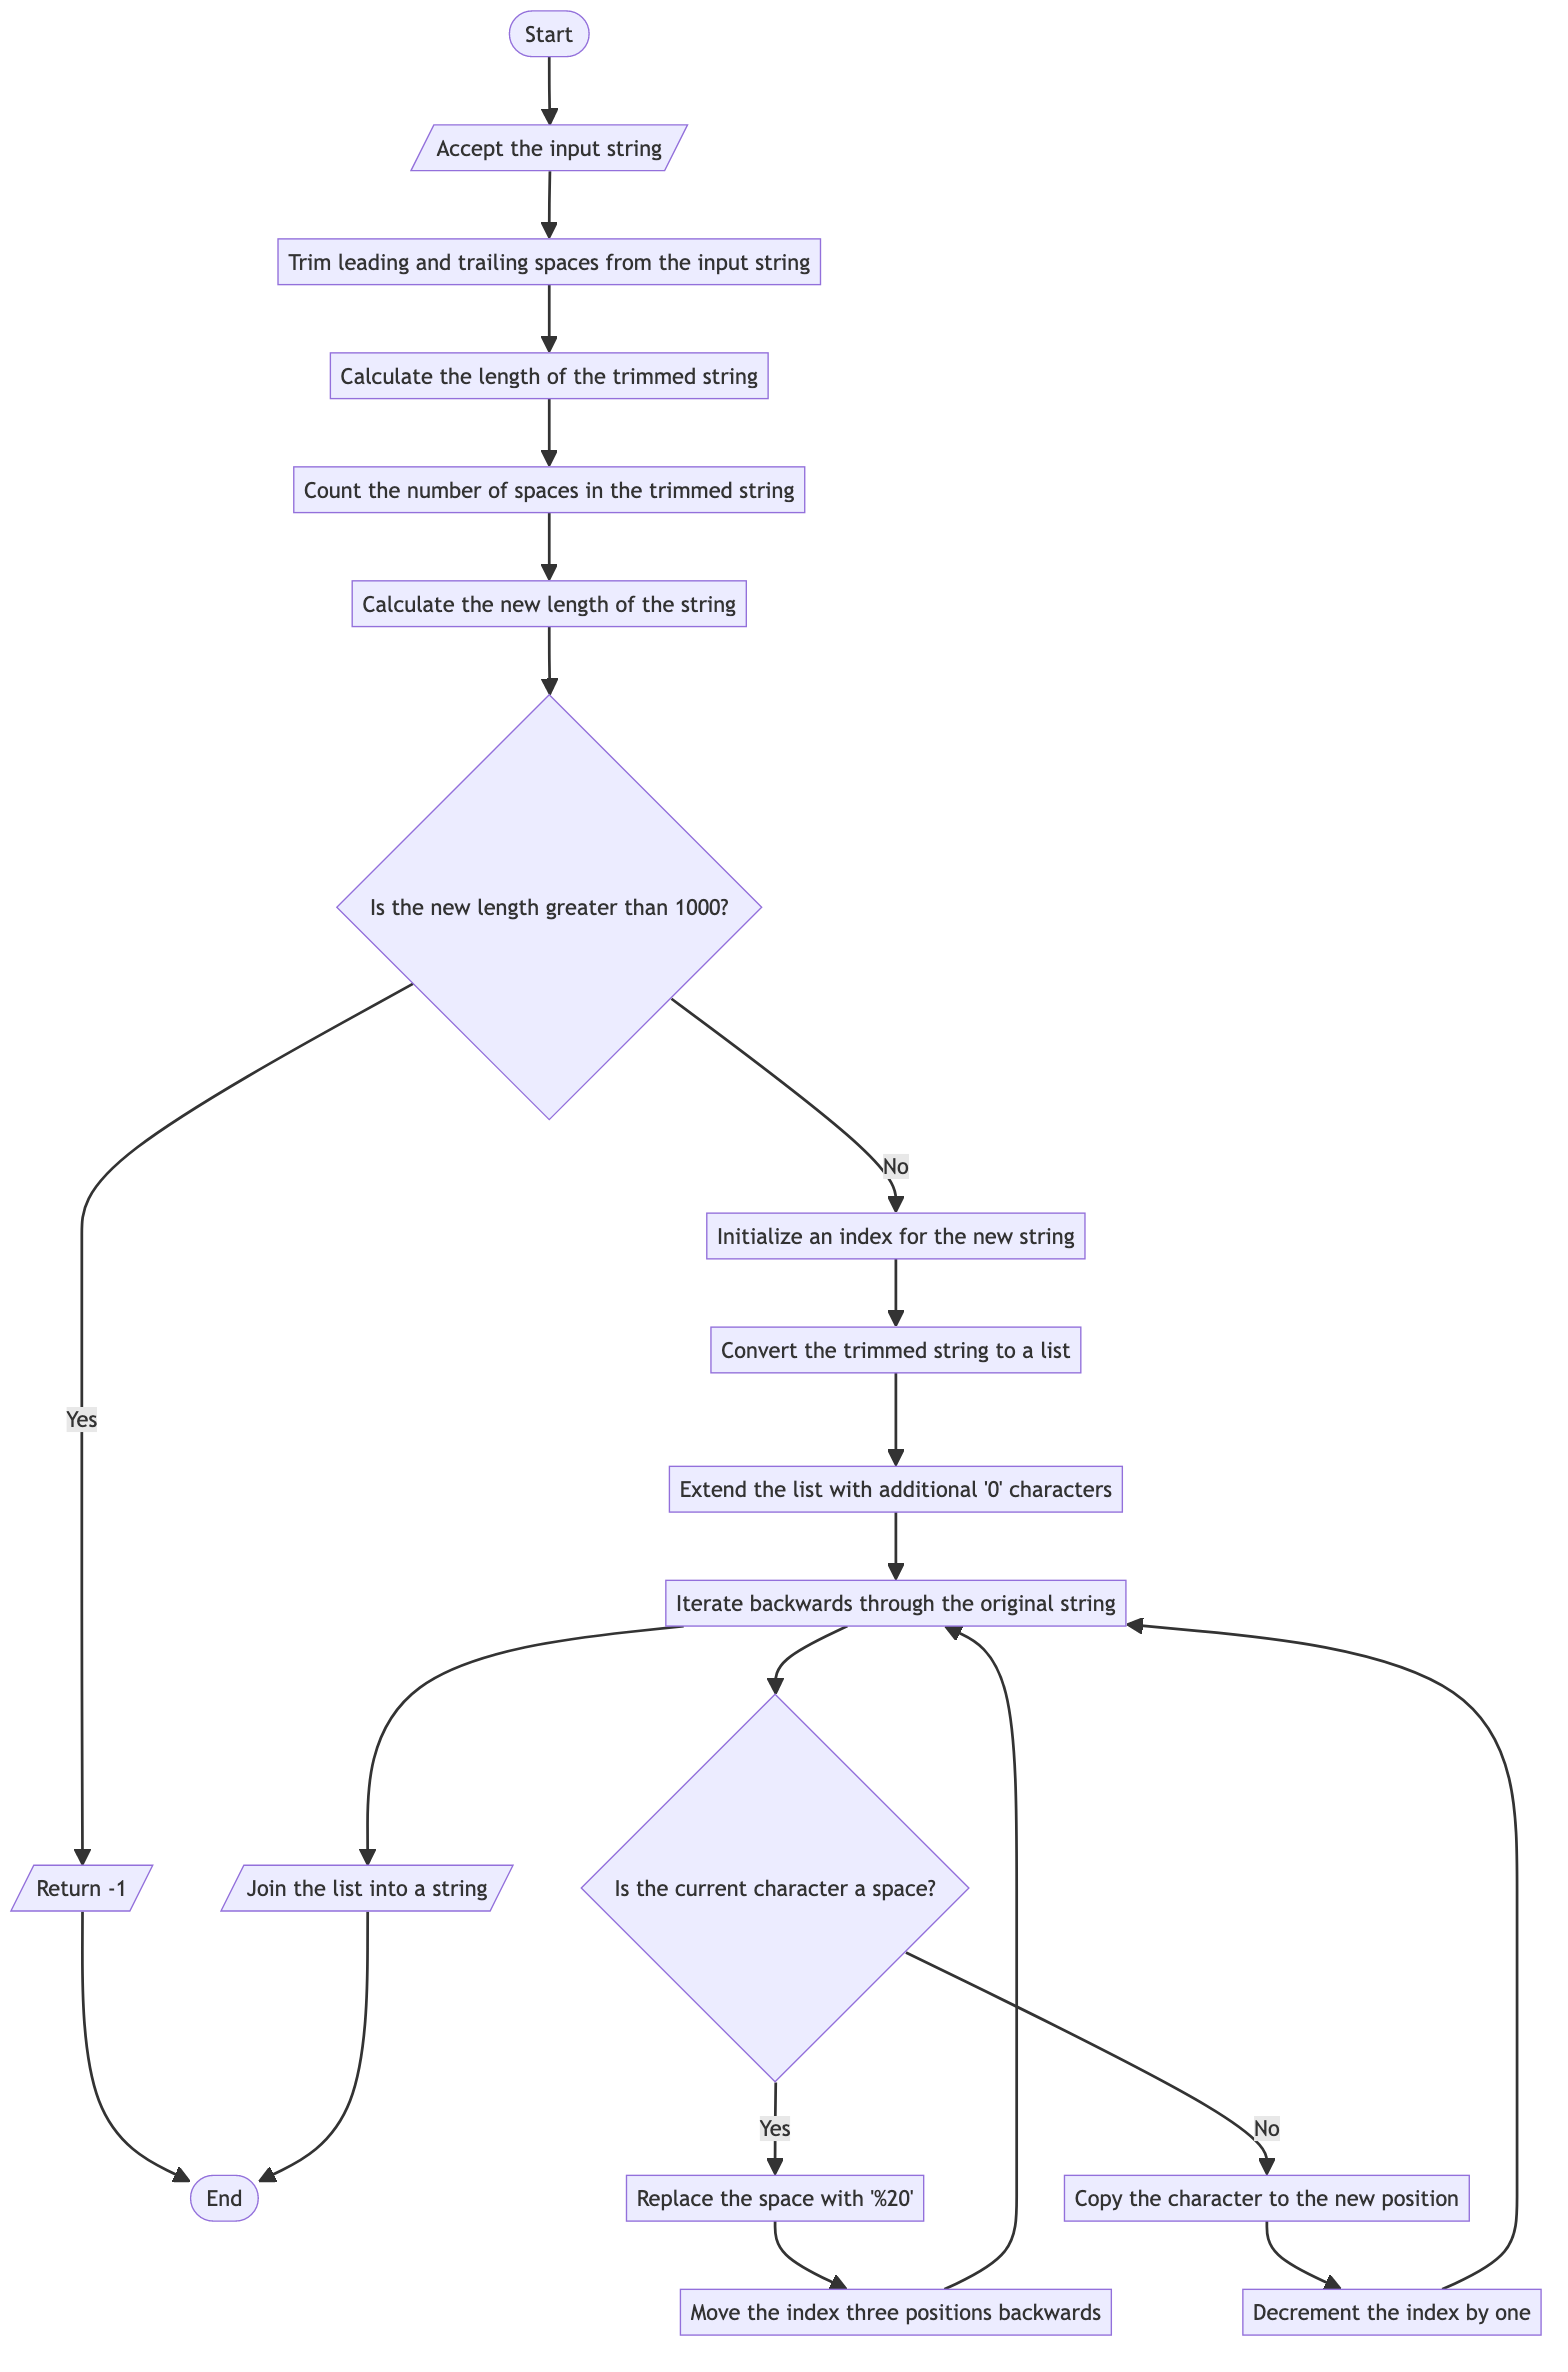 Start
Accept the input string
Trim leading and trailing spaces from the input string
Calculate the length of the trimmed string
Count the number of spaces in the trimmed string
Calculate the new length of the string
Is the new length greater than 1000?
No
Initialize an index for the new string
Convert the trimmed string to a list
Yes
Extend the list with additional '0' characters
Iterate backwards through the original string
Return -1
Join the list into a string
Is the current character a space?
Yes
No
End
Replace the space with '%20'
Copy the character to the new position
Move the index three positions backwards
Decrement the index by one